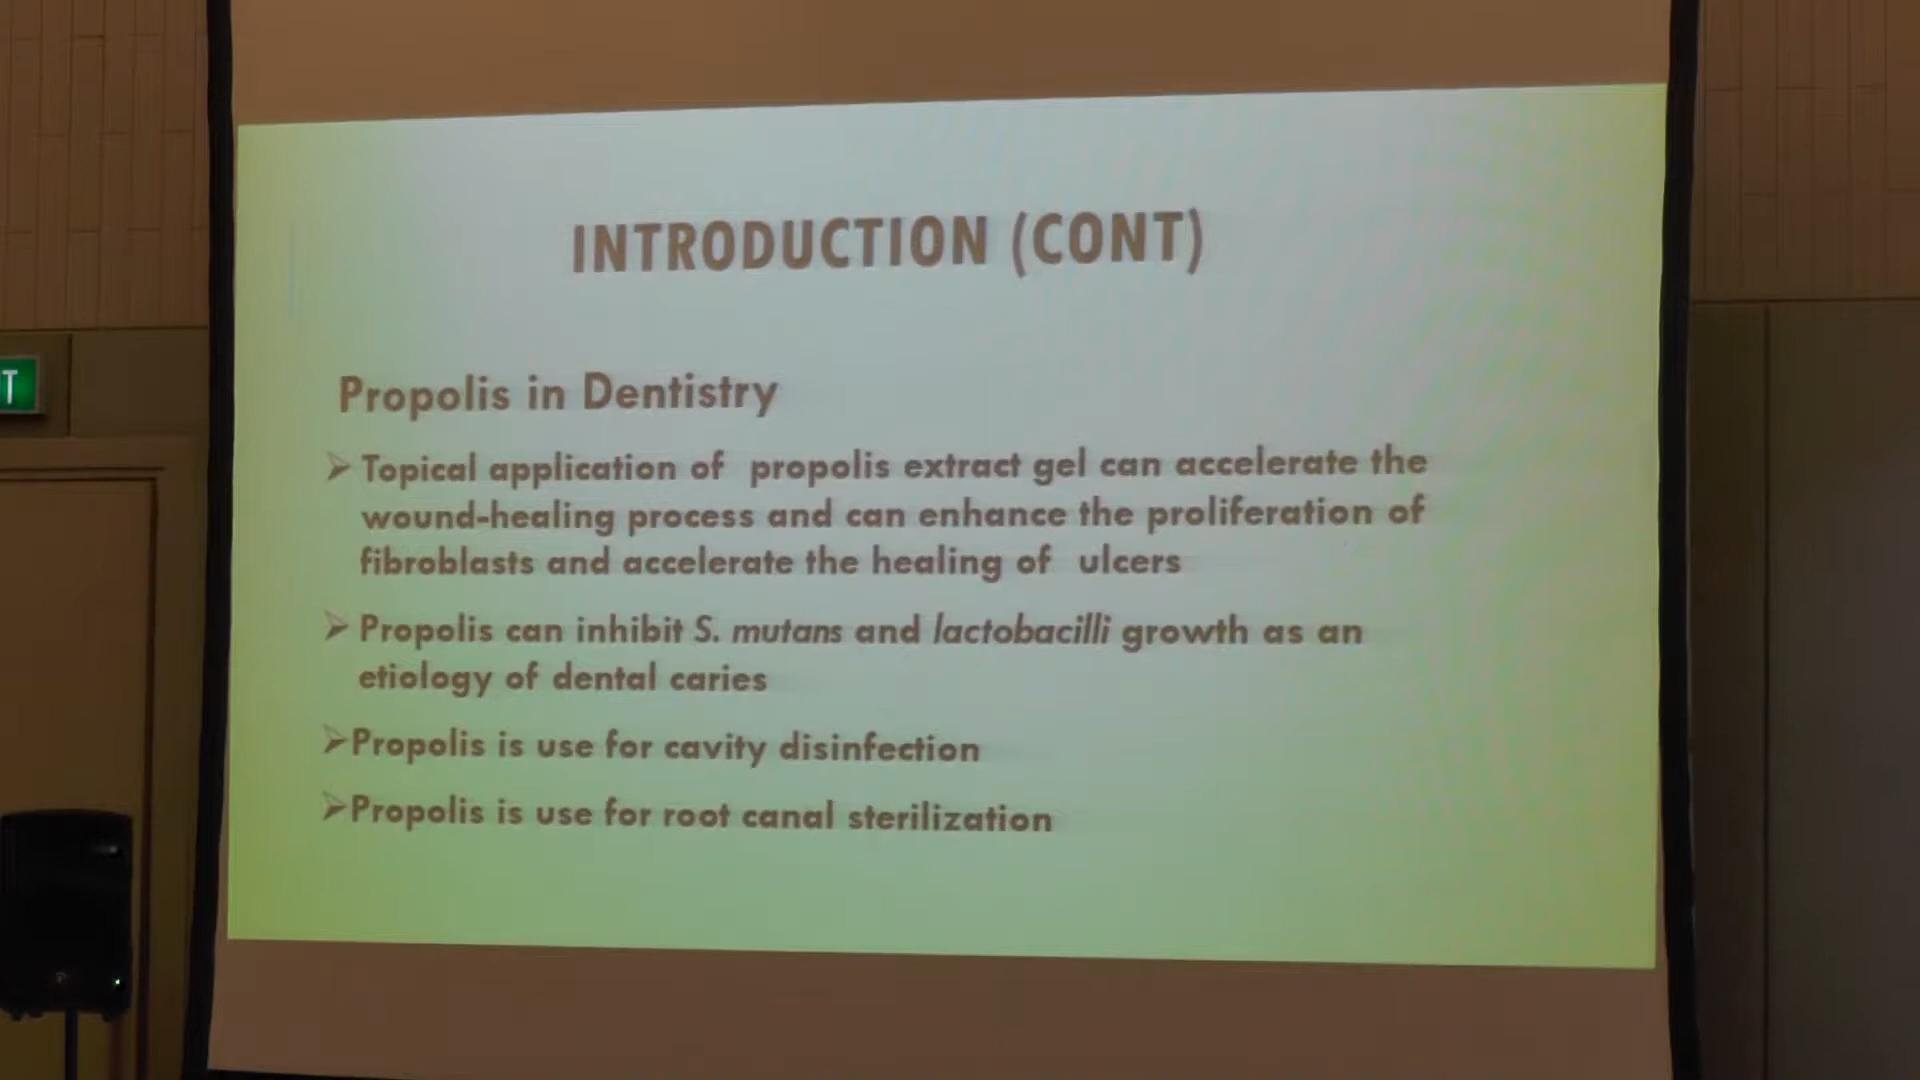 INTRODUCTION (CONT)
T
Propolis in Dentistry
➢ Topical application of propolis extract gel can accelerate the
wound-healing process and can enhance the proliferation of
fibroblasts and accelerate the healing of ulcers
➢ Propolis can inhibit S. mutans and lactobacilli growth as an
etiology of dental caries
➢Propolis is use for cavity disinfection
➢Propolis is use for root canal sterilization